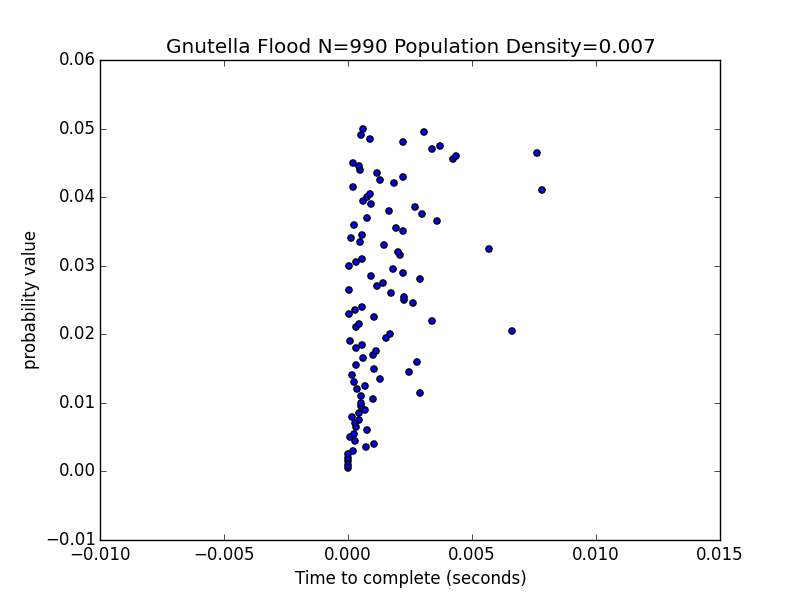 Gnutella Flood N=990 Population Density=0.007
0.06
0.05
0.04
0.03
0.02
0.01
0.00
−0.01
probability value
−0.010 −0.005 0.000 0.005 0.010 0.015
Time to complete (seconds)